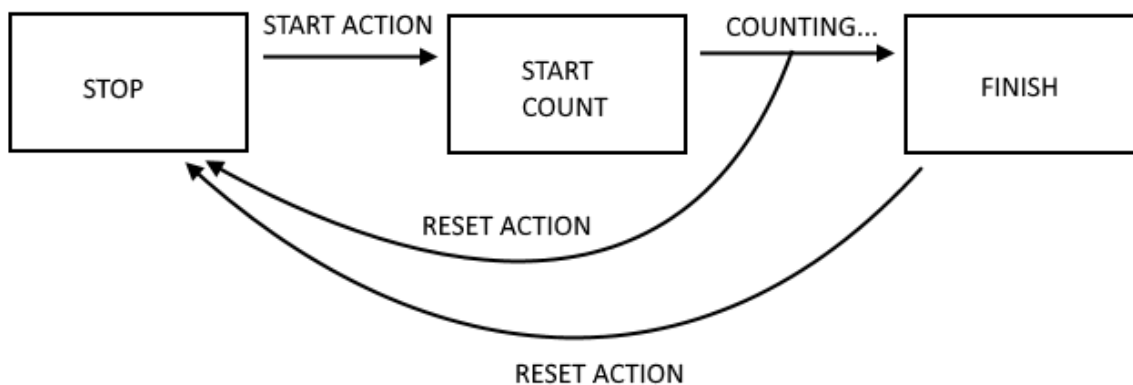 START ACTION
COUNTING...
STOP
START
COUNT
FINISH
RESET ACTION
RESET ACTION